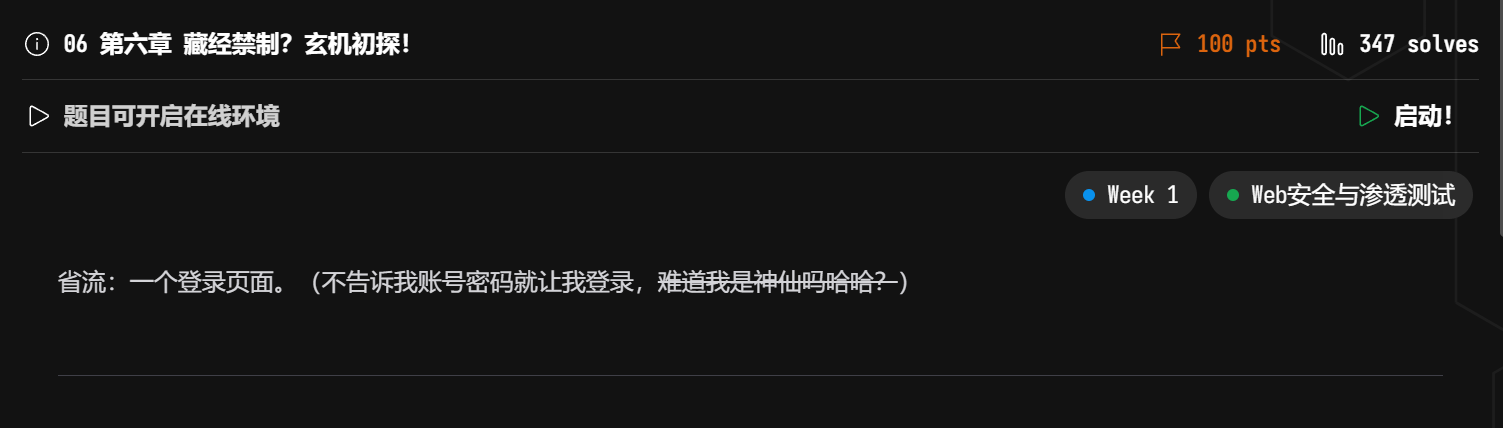 06 第六章 藏经禁制？玄机初探！
100 pts
347 solves
题目可开启在线环境
启动！
Week 1
Web安全与渗透测试
省流：一个登录页面。（不告诉我账号密码就让我登录，难道我是神仙吗哈哈？）